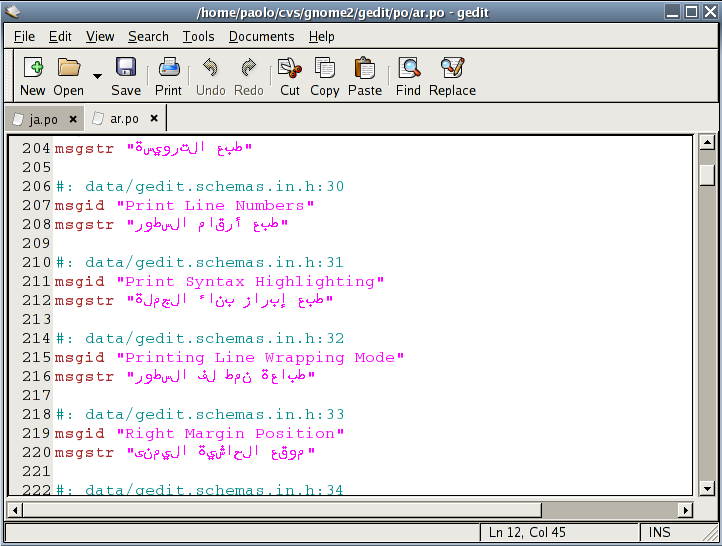 /home/paolo/cvs/gnome2/gedit/po/ar.po - gedit
File Edit View Search Tools Documents Help
New Open Save Print Undo Redo Cut Copy Paste Find Replace
ja.po ar.po
204 msgstr "طبع الترويسة"
205
206 #: data/gedit.schemas.in.h:30
207 msgid "Print Line Numbers"
208 msgstr "طبع أرقام السطور"
209
210 #: data/gedit.schemas.in.h:31
211 msgid "Print Syntax Highlighting"
212 msgstr "طبع إبراز بناء الجملة"
213
214 #: data/gedit.schemas.in.h:32
215 msgid "Printing Line Wrapping Mode"
216 msgstr "طباعة نمط لف السطور"
217
218 #: data/gedit.schemas.in.h:33
219 msgid "Right Margin Position"
220 msgstr "موقع الحاشية اليمنى"
221
222 #: data/gedit.schemas.in.h:34
Ln 12, Col 45 INS